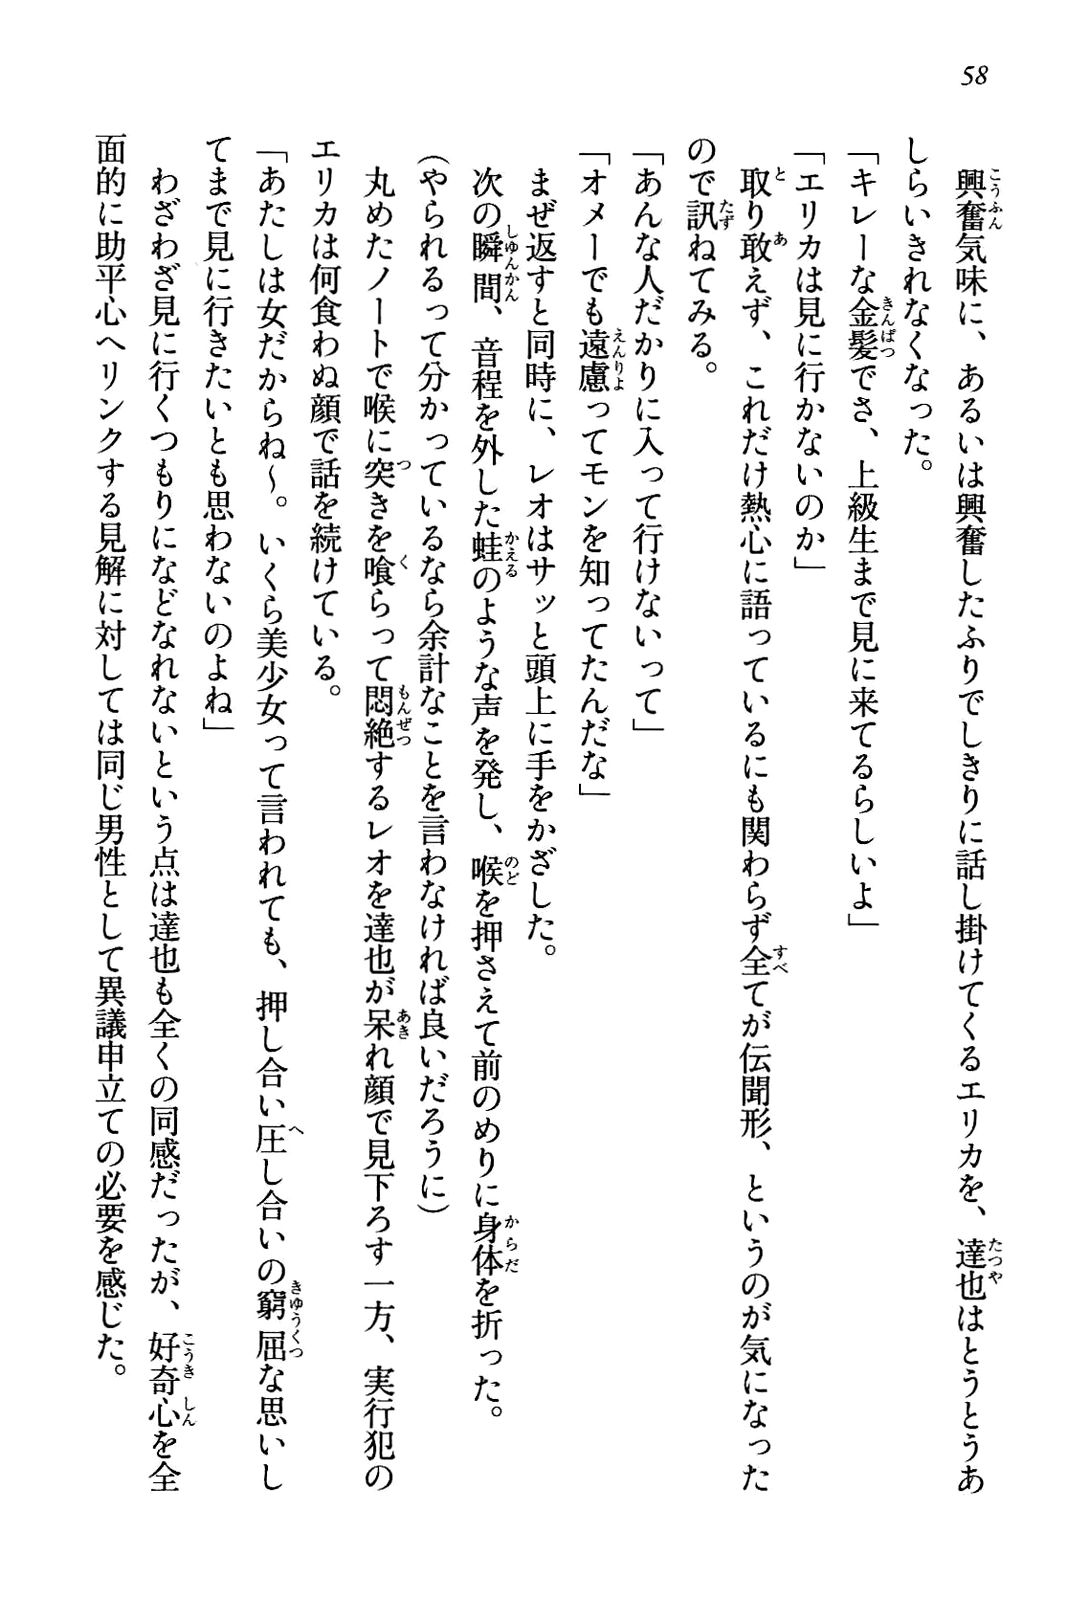 58
興奮気味に、あるいは興奮したふりでしきりに話し掛けてくるエリカを、達也はとうとうあ
しらいきれなくなった。
「キレーな金髪でさ、上級生まで見に来てるらしいよ」
「エリカは見に行かないのか」
取り敢えず、これだけ熱心に語っているにも関わらず全てが伝聞形、というのが気になった
ので訊ねてみる。
「あんな人だかりに入って行けないって」
「オメーでも遠慮ってモンを知ってたんだな」
まぜ返すと同時に、レオはサッと頭上に手をかざした。
次の瞬間、音程を外した蛙のような声を発し、喉を押さえて前のめりに身体を折った。
（やられるって分かっているなら余計なことを言わなければ良いだろうに）
丸めたノートで喉に突きを喰らって悶絶するレオを達也が呆れ顔で見下ろす一方、実行犯の
エリカは何食わぬ顔で話を続けている。
「あたしは女だからね～。いくら美少女って言われても、押し合い圧し合いの窮屈な思いし
てまで見に行きたいとも思わないのよね」
わざわざ見に行くつもりになどなれないという点は達也も全くの同感だったが、好奇心を全
面的に助平心へリンクする見解に対しては同じ男性として異議申立ての必要を感じた。